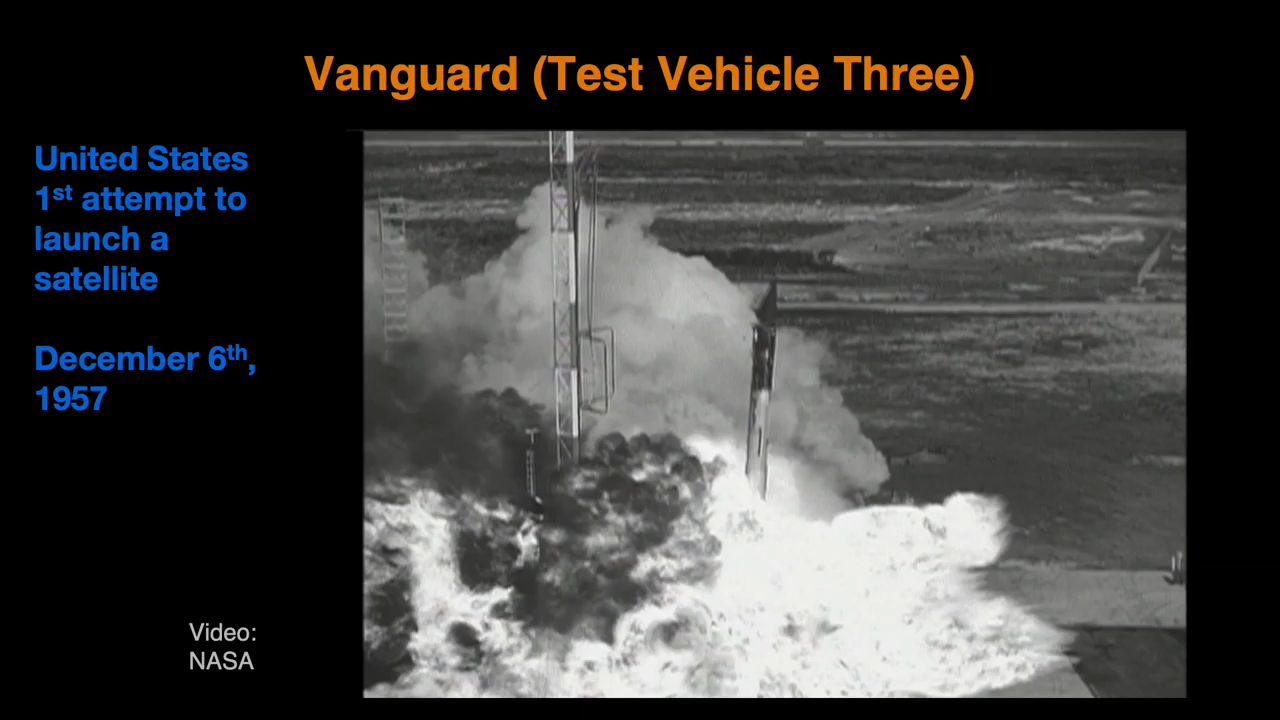 Vanguard (Test Vehicle Three)
United States
1st attempt to
launch a
satellite
December 6th,
1957
Video:
NASA